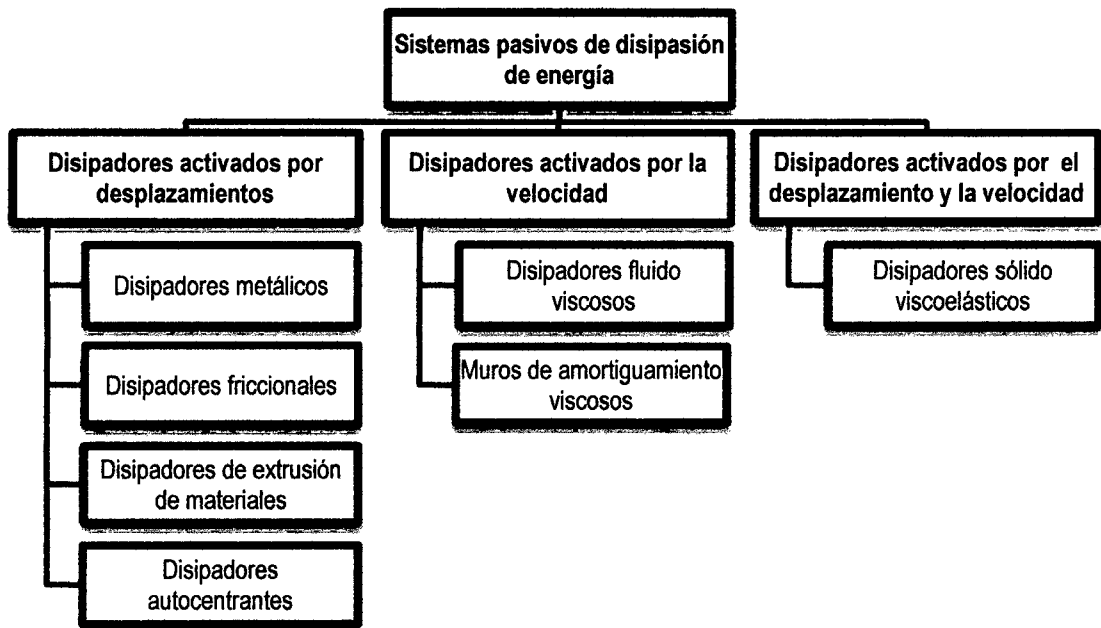 Sistemas pasivos de disipasión
de energía
Disipadores activados por
desplazamientos
Disipadores metálicos
Disipadores friccionales
Disipadores de extrusión
de materiales
Disipadores
autocentrantes
Disipadores activados por la
velocidad
Disipadores fluido
viscosos
Muros de amortiguamiento
viscosos
Disipadores activados por el
desplazamiento y la velocidad
Disipadores sólido
viscoelásticos